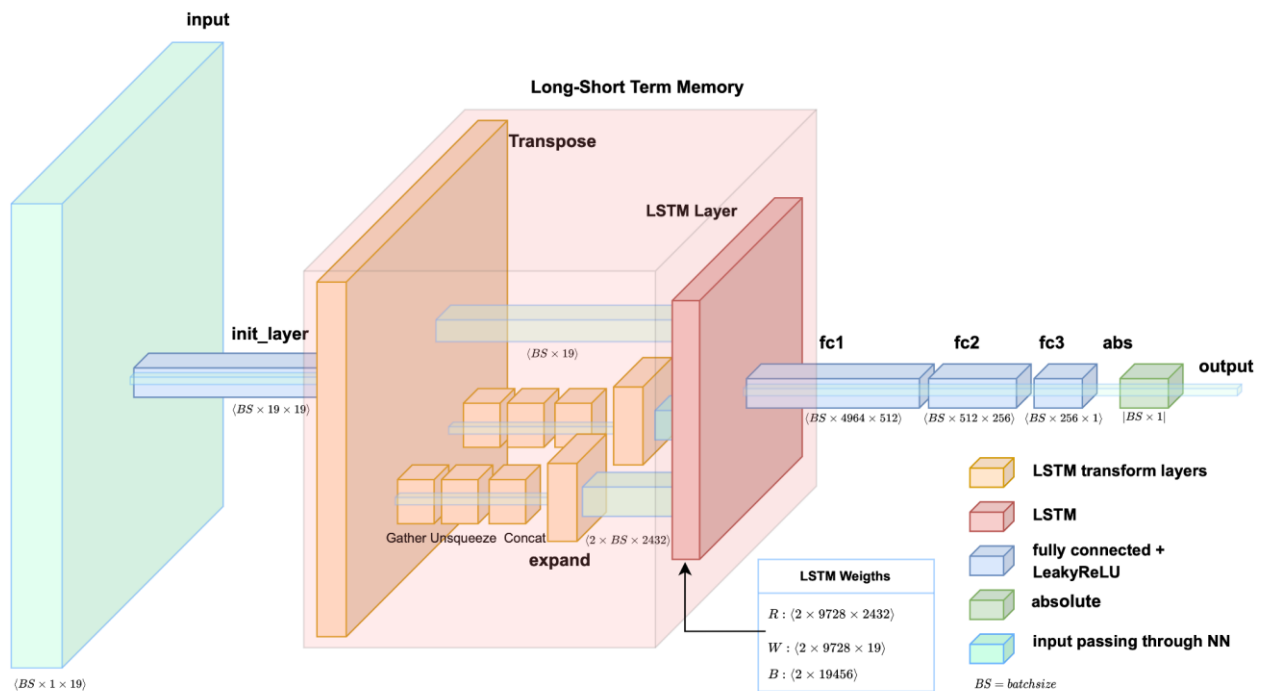 input
Long-Short Term Memory
Transpose
LSTM Layer
init_layer
⟨BS × 19 × 19⟩
⟨BS × 19⟩
fc1
fc2
fc3
abs
output
⟨BS × 4964 × 512⟩
⟨BS × 512 × 256⟩
⟨BS × 256 × 1⟩
|BS × 1|
Gather Unsqueeze Concat
⟨2 × BS × 2432⟩
expand
LSTM Weigths
R : ⟨2 × 9728 × 2432⟩
W : ⟨2 × 9728 × 19⟩
B : ⟨2 × 19456⟩
LSTM transform layers
LSTM
fully connected +
LeakyReLU
absolute
input passing through NN
BS = batchsize
⟨BS × 1 × 19⟩